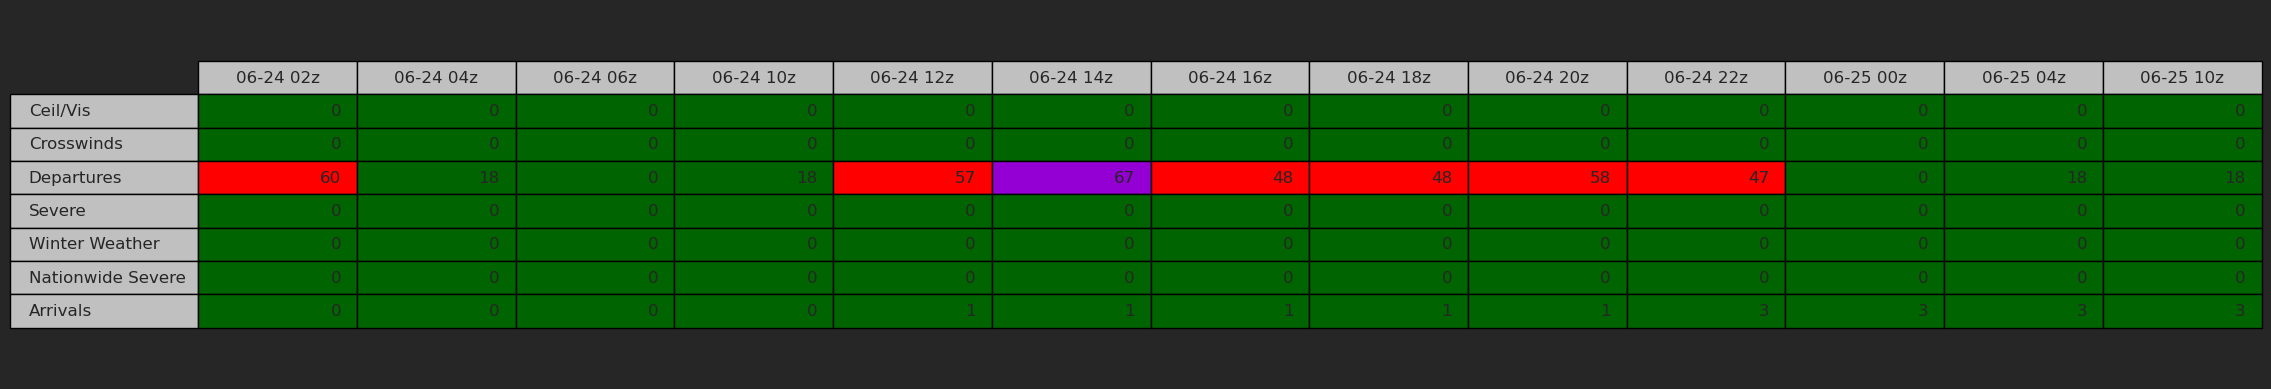 06-24 02z 06-24 04z 06-24 06z 06-24 10z 06-24 12z 06-24 14z 06-24 16z 06-24 18z 06-24 20z 06-24 22z 06-25 00z 06-25 04z 06-25 10z
Ceil/Vis 0 0 0 0 0 0 0 0 0 0 0 0 0
Crosswinds 0 0 0 0 0 0 0 0 0 0 0 0 0
Departures 60 18 0 18 57 67 48 48 58 47 0 18 18
Severe 0 0 0 0 0 0 0 0 0 0 0 0 0
Winter Weather 0 0 0 0 0 0 0 0 0 0 0 0 0
Nationwide Severe 0 0 0 0 0 0 0 0 0 0 0 0 0
Arrivals 0 0 0 0 1 1 1 1 1 3 3 3 3